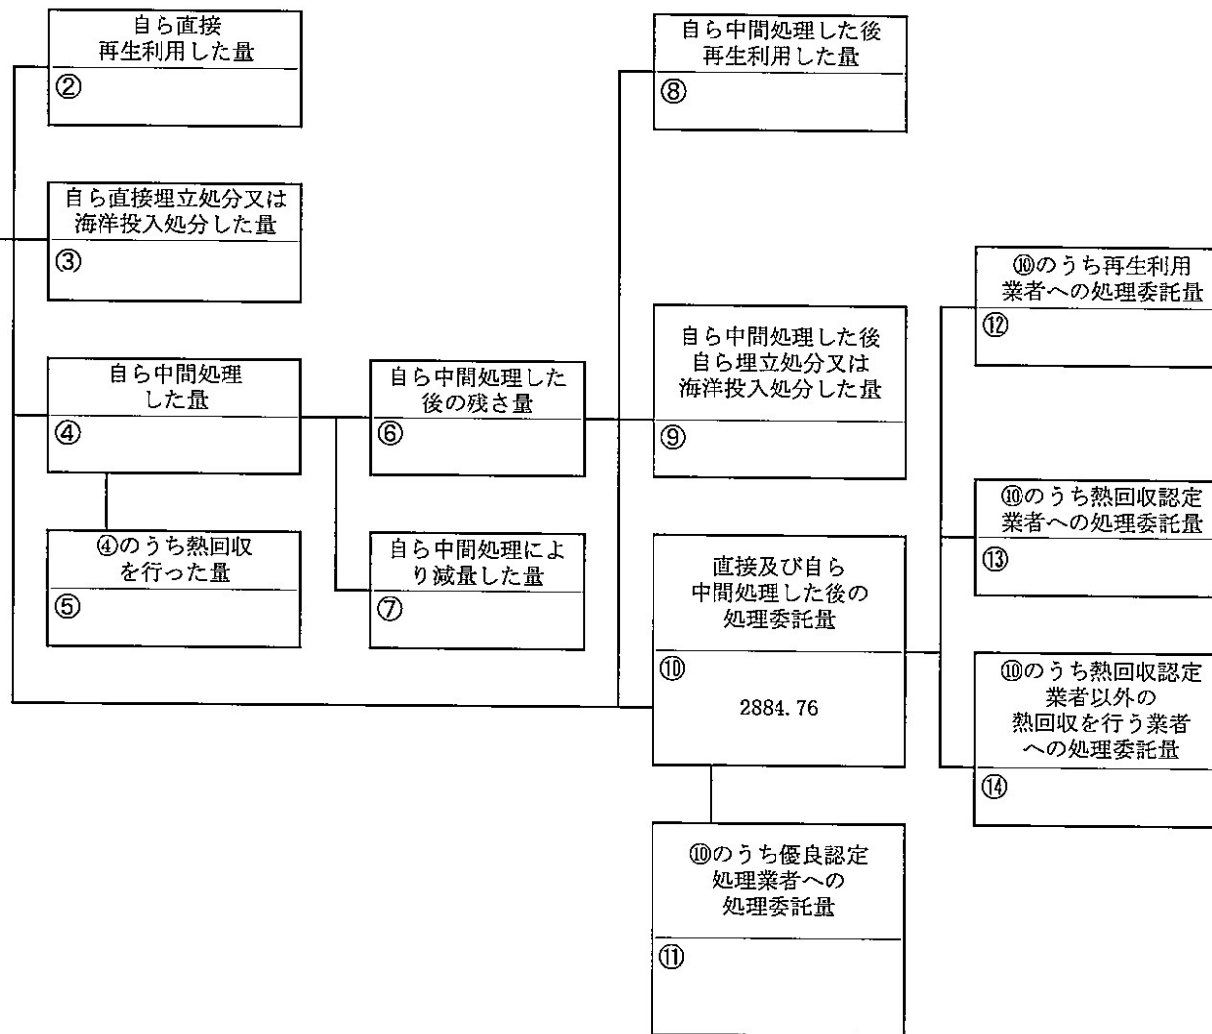 自ら直接
再生利用した量
②
自ら直接埋立処分又は
海洋投入処分した量
③
自ら中間処理
した量
④
④のうち熱回収
を行った量
⑤
自ら中間処理した
後の残さ量
⑥
自ら中間処理によ
り減量した量
⑦
自ら中間処理した後
再生利用した量
⑧
自ら中間処理した後
自ら埋立処分又は
海洋投入処分した量
⑨
直接及び自ら
中間処理した後の
処理委託量
⑩
2884.76
⑩のうち優良認定
処理業者への
処理委託量
⑪
⑩のうち再生利用
業者への処理委託量
⑫
⑩のうち熱回収認定
業者への処理委託量
⑬
⑩のうち熱回収認定
業者以外の
熱回収を行う業者
への処理委託量
⑭